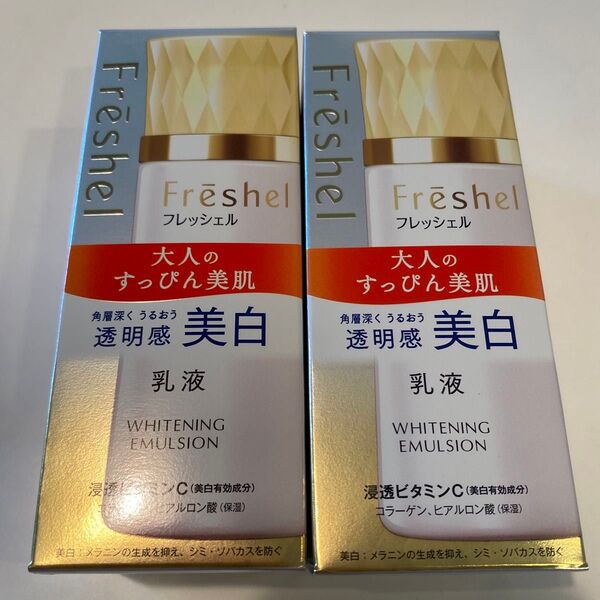 Frēshel
Frēshel
フレッシェル
大人の
すっぴん美肌
角層深く うるおう
透明感 美白
乳液
WHITENING
EMULSION
浸透ビタミンC(美白有効成分)
ヒアルロン酸(保湿)
美白:メラニンの生成を抑え、シミ・ソバカスを防ぐ
Frēshel
Frēshel
フレッシェル
大人の
すっぴん美肌
角層深く うるおう
透明感 美白
乳液
WHITENING
EMULSION
浸透ビタミンC(美白有効成分)
コラーゲン、ヒアルロン酸(保湿)
美白:メラニンの生成を抑え、シミ・ソバカスを防ぐ